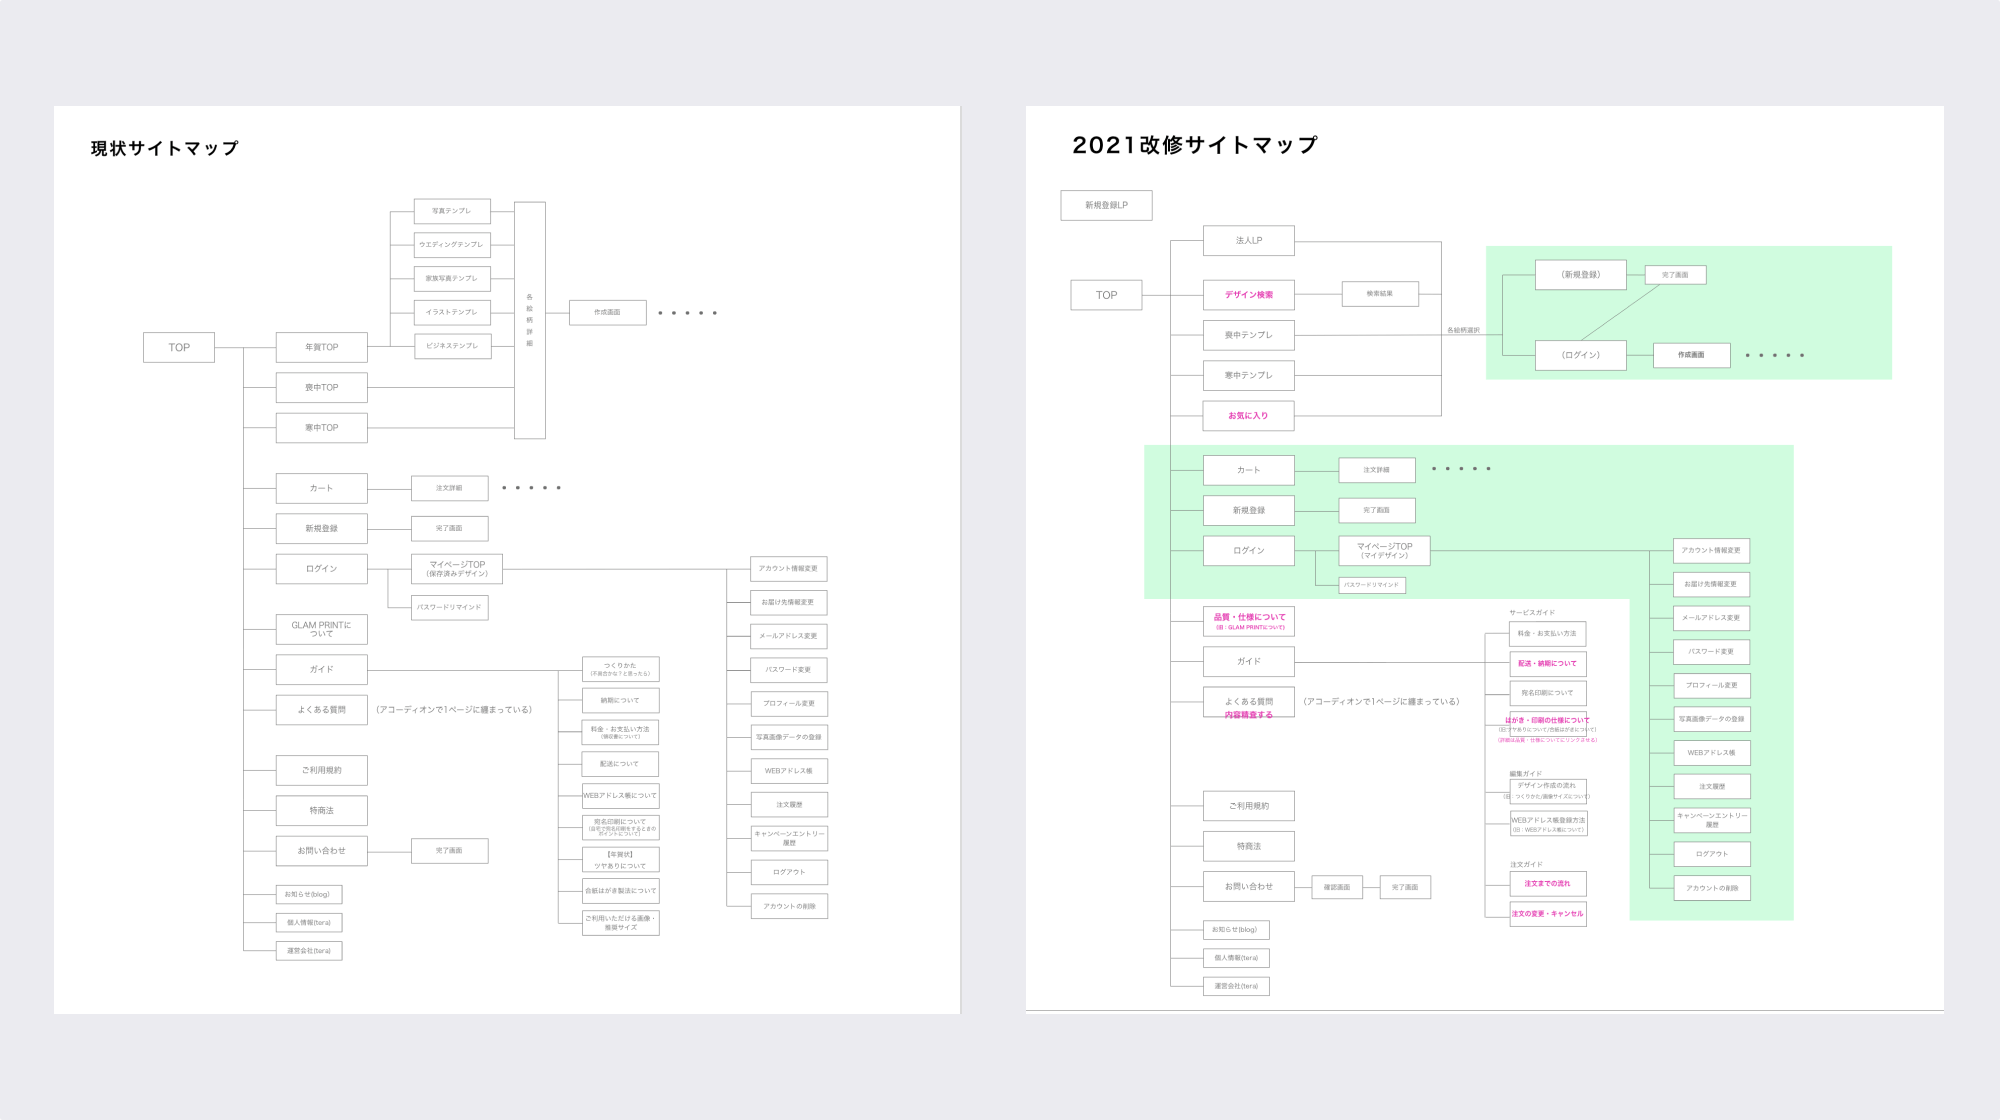 現状サイトマップ
写真テンプレ
ウエディングテンプレ
家族写真テンプレ
イラストテンプレ
ビジネステンプレ
各絵柄詳細
作成画面
TOP
年賀TOP
喪中TOP
寒中TOP
カート
注文詳細
新規登録
完了画面
ログイン
マイページTOP
(保存済みデザイン)
パスワードリマインド
GLAM PRINTに
ついて
ガイド
よくある質問
(アコーディオンで1ページに纏まっている)
ご利用規約
特商法
お問い合わせ
完了画面
お知らせ(blog)
個人情報(tera)
運営会社(tera)
つくりかた
(不具合かな?と思ったら)
納期について
料金・お支払い方法
(領収書について)
配送について
WEBアドレス帳について
宛名印刷について
(自宅で宛名印刷をするときの
ポイントについて)
【年賀状】
ツヤありについて
合紙はがき製法について
ご利用いただける画像・
推奨サイズ
アカウント情報変更
お届け先情報変更
メールアドレス変更
パスワード変更
プロフィール変更
写真画像データの登録
WEBアドレス帳
注文履歴
キャンペーンエントリー
履歴
ログアウト
アカウントの削除
2021改修サイトマップ
新規登録LP
TOP
法人LP
デザイン検索
検索結果
喪中テンプレ
寒中テンプレ
お気に入り
各絵柄選択
(新規登録)
完了画面
(ログイン)
作成画面
カート
注文詳細
新規登録
完了画面
ログイン
マイページTOP
(マイデザイン)
パスワードリマインド
品質・仕様について
(旧：GLAM PRINTについて)
ガイド
よくある質問
内容精査する
(アコーディオンで1ページに纏まっている)
ご利用規約
特商法
お問い合わせ
確認画面
完了画面
お知らせ(blog)
個人情報(tera)
運営会社(tera)
サービスガイド
料金・お支払い方法
配送・納期について
宛名印刷について
はがき・印刷の仕様について
(旧:ツヤありについて/合紙はがきについて)
(詳細は品質・仕様についてにリンクさせる)
編集ガイド
デザイン作成の流れ
(旧：つくりかた/画像サイズについて)
WEBアドレス帳登録方法
(旧：WEBアドレス帳について)
注文ガイド
注文までの流れ
注文の変更・キャンセル
アカウント情報変更
お届け先情報変更
メールアドレス変更
パスワード変更
プロフィール変更
写真画像データの登録
WEBアドレス帳
注文履歴
キャンペーンエントリー
履歴
ログアウト
アカウントの削除